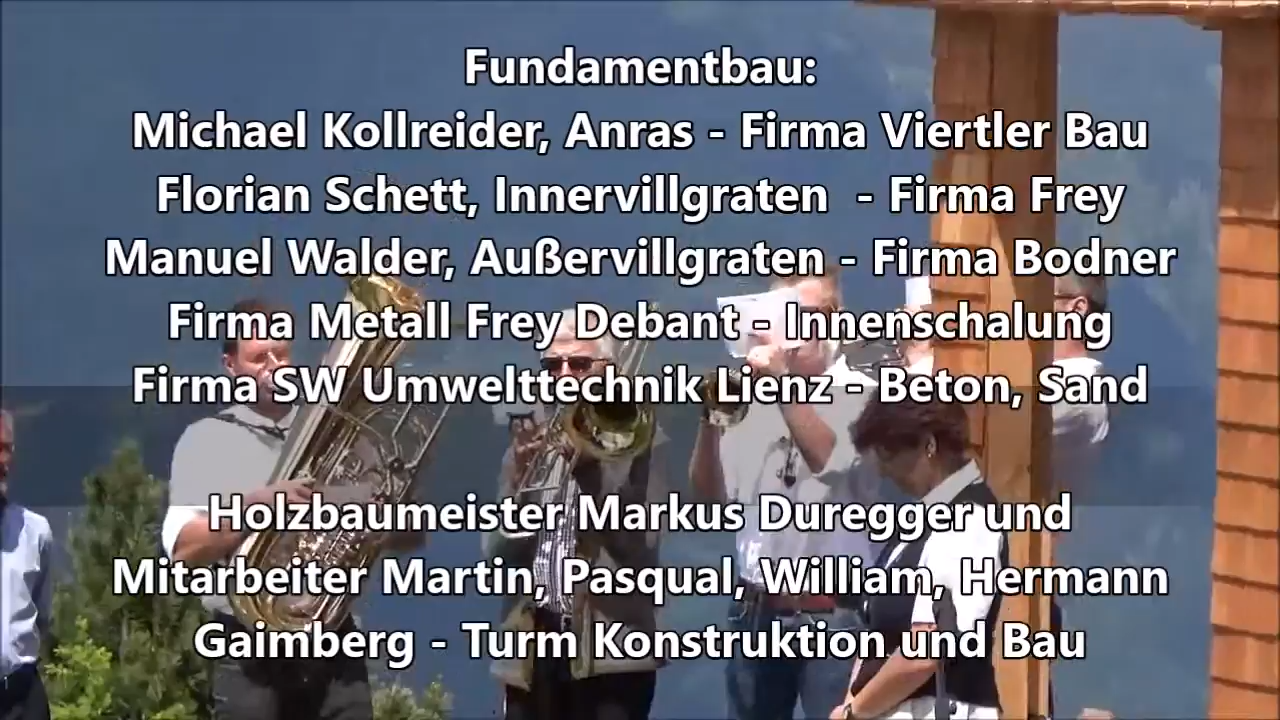 Fundamentbau:
Michael Kollreider, Anras - Firma Viertler Bau
Florian Schett, Innervillgraten - Firma Frey
Manuel Walder, Außervillgraten - Firma Bodner
Firma Metall Frey Debant - Innenschalung
Firma SW Umwelttechnik Lienz - Beton, Sand
Holzbaumeister Markus Duregger und
Mitarbeiter Martin, Pasqual, William, Hermann
Gaimberg - Turm Konstruktion und Bau